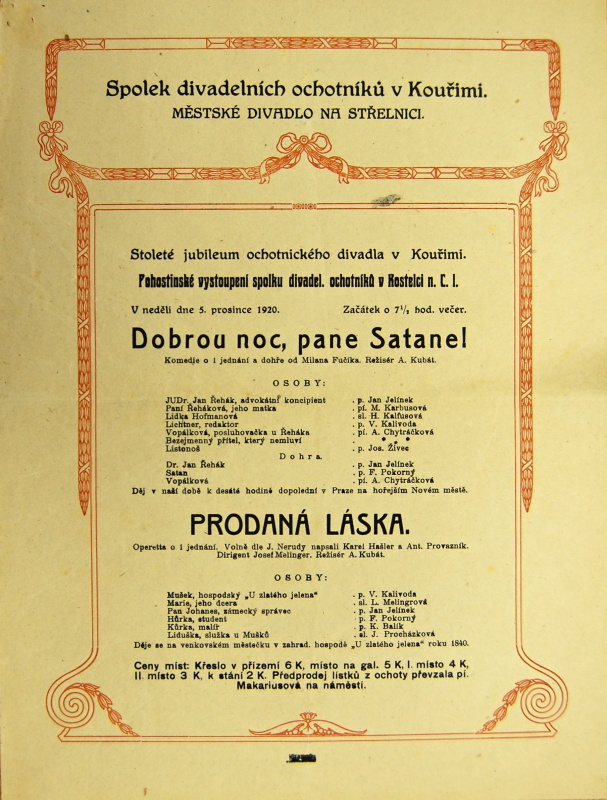 Spolek divadelních ochotníků v Kouřimi.
MĚSTSKÉ DIVADLO NA STŘELNICI.
Stoleté jubileum ochotnického divadla v Kouřimi.
Pohostinské vystoupení spolku divadel. ochotníků v Kostelci n. Č. l.
V neděli dne 5. prosince 1920. Začátek o 7½ hod. večer.
Dobrou noc, pane Satane!
Komedje o 1 jednání a dohře od Milana Fučíka. Režisér A. Kubát.
OSOBY:
JUDr. Jan Řehák, advokátní koncipient . p. Jan Jelínek
Paní Řeháková, jeho matka . pí. M. Karbusová
Lidka Hofmanová . sl. H. Kalfusová
Lichtner, redaktor . p. V. Kalivoda
Vopálková, posluhovačka u Řeháka . pí. A. Chytráčková
Bezejmenný přítel, který nemluví . * * *
Listonoš . p. Jos. Živec
Dohra.
Dr. Jan Řehák . p. Jan Jelínek
Satan . p. F. Pokorný
Vopálková . pí. A. Chytráčková
Děj v naší době k desáté hodině dopolední v Praze na hořejším Novém městě.
PRODANÁ LÁSKA.
Operetta o 1 jednání. Volně dle J. Nerudy napsali Karel Hašler a Ant. Provazník.
Dirigent Josef Melinger. Režisér A. Kubát.
OSOBY:
Mušek, hospodský „U zlatého jelena“ . p. V. Kalivoda
Marie, jeho dcera . sl. L. Melingrová
Pan Johanes, zámecký správec . p. Jan Jelínek
Hůrka, student . p. F. Pokorný
Kůrka, malíř . p. K. Balík
Liduška, služka u Mušků . sl. J. Procházková
Děje se na venkovském městečku v zahrad. hospodě „U zlatého jelena“ roku 1840.
Ceny míst: Křeslo v přízemí 6 K, místo na gal. 5 K, I. místo 4 K,
II. místo 3 K, k stání 2 K. Předprodej lístků z ochoty převzala pí.
Makariusová na náměstí.